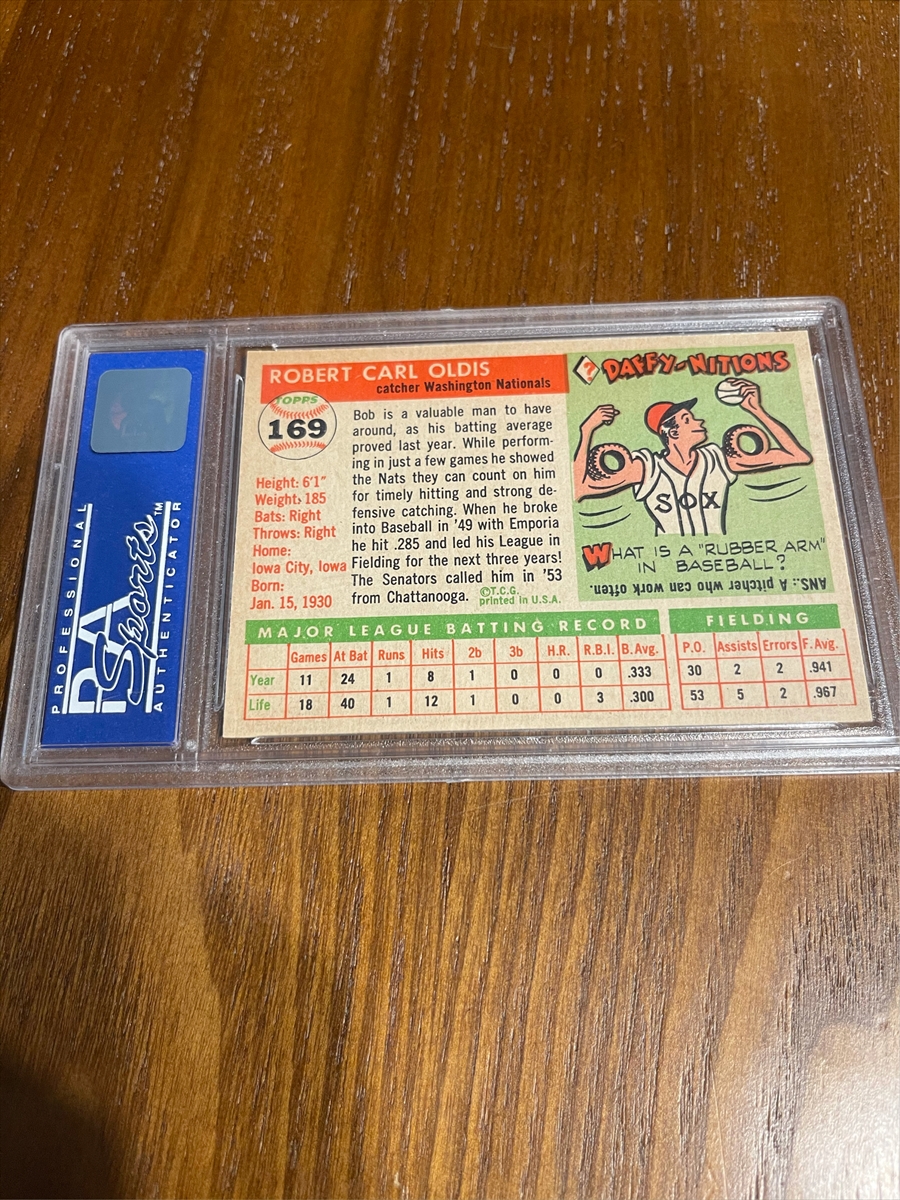 PROFESSIONAL
PSA
Sports™
AUTHENTICATOR
ROBERT CARL OLDIS
catcher Washington Nationals
TOPPS
169
Height: 6'1"
Weight: 185
Bats: Right
Throws: Right
Home:
Iowa City, Iowa
Born:
Jan. 15, 1930
Bob is a valuable man to have
around, as his batting average
proved last year. While perform-
ing in just a few games he showed
the Nats they can count on him
for timely hitting and strong de-
fensive catching. When he broke
into Baseball in '49 with Emporia
he hit .285 and led his League in
Fielding for the next three years!
The Senators called him in '53
from Chattanooga.
©T.C.G.
printed in U.S.A.
? DAFFY-NITIONS
SOX
WHAT IS A "RUBBER ARM"
IN BASEBALL?
ANS.: A pitcher who can work often.
MAJOR LEAGUE BATTING RECORD
FIELDING
Games At Bat Runs Hits 2b 3b H.R. R.B.I. B. Avg. P.O. Assists Errors F. Avg.
Year 11 24 1 8 1 0 0 0 .333 30 2 2 .941
Life 18 40 1 12 1 0 0 3 .300 53 5 2 .967